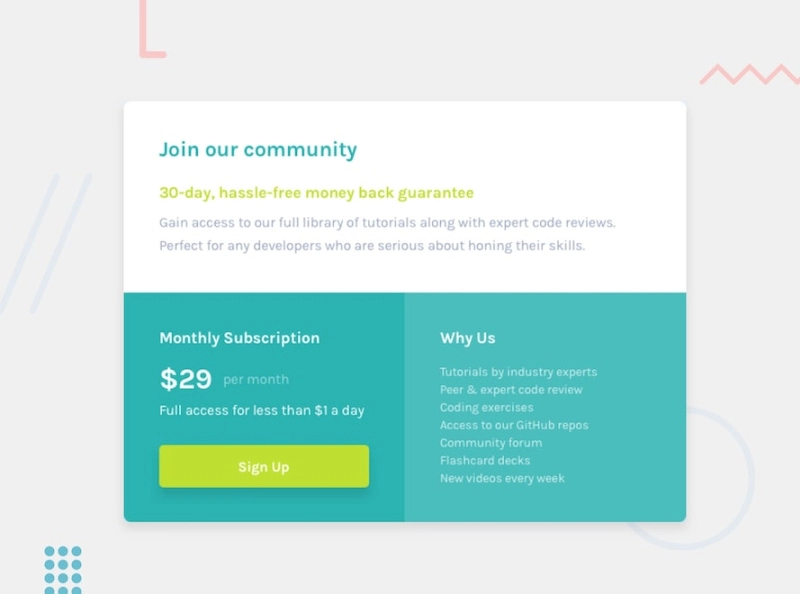 Join our community
30-day, hassle-free money back guarantee
Gain access to our full library of tutorials along with expert code reviews.
Perfect for any developers who are serious about honing their skills.
Monthly Subscription
$29 per month
Full access for less than $1 a day
Sign Up
Why Us
Tutorials by industry experts
Peer & expert code review
Coding exercises
Access to our GitHub repos
Community forum
Flashcard decks
New videos every week